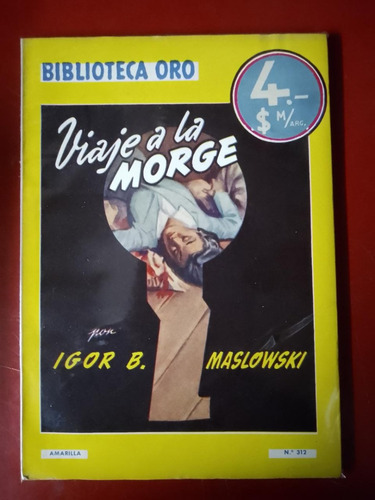 BIBLIOTECA ORO
4.-
$ M/ ARG.
Viaje a la
MORGE
por
IGOR B. MASLOWSKI
AMARILLA N.° 312